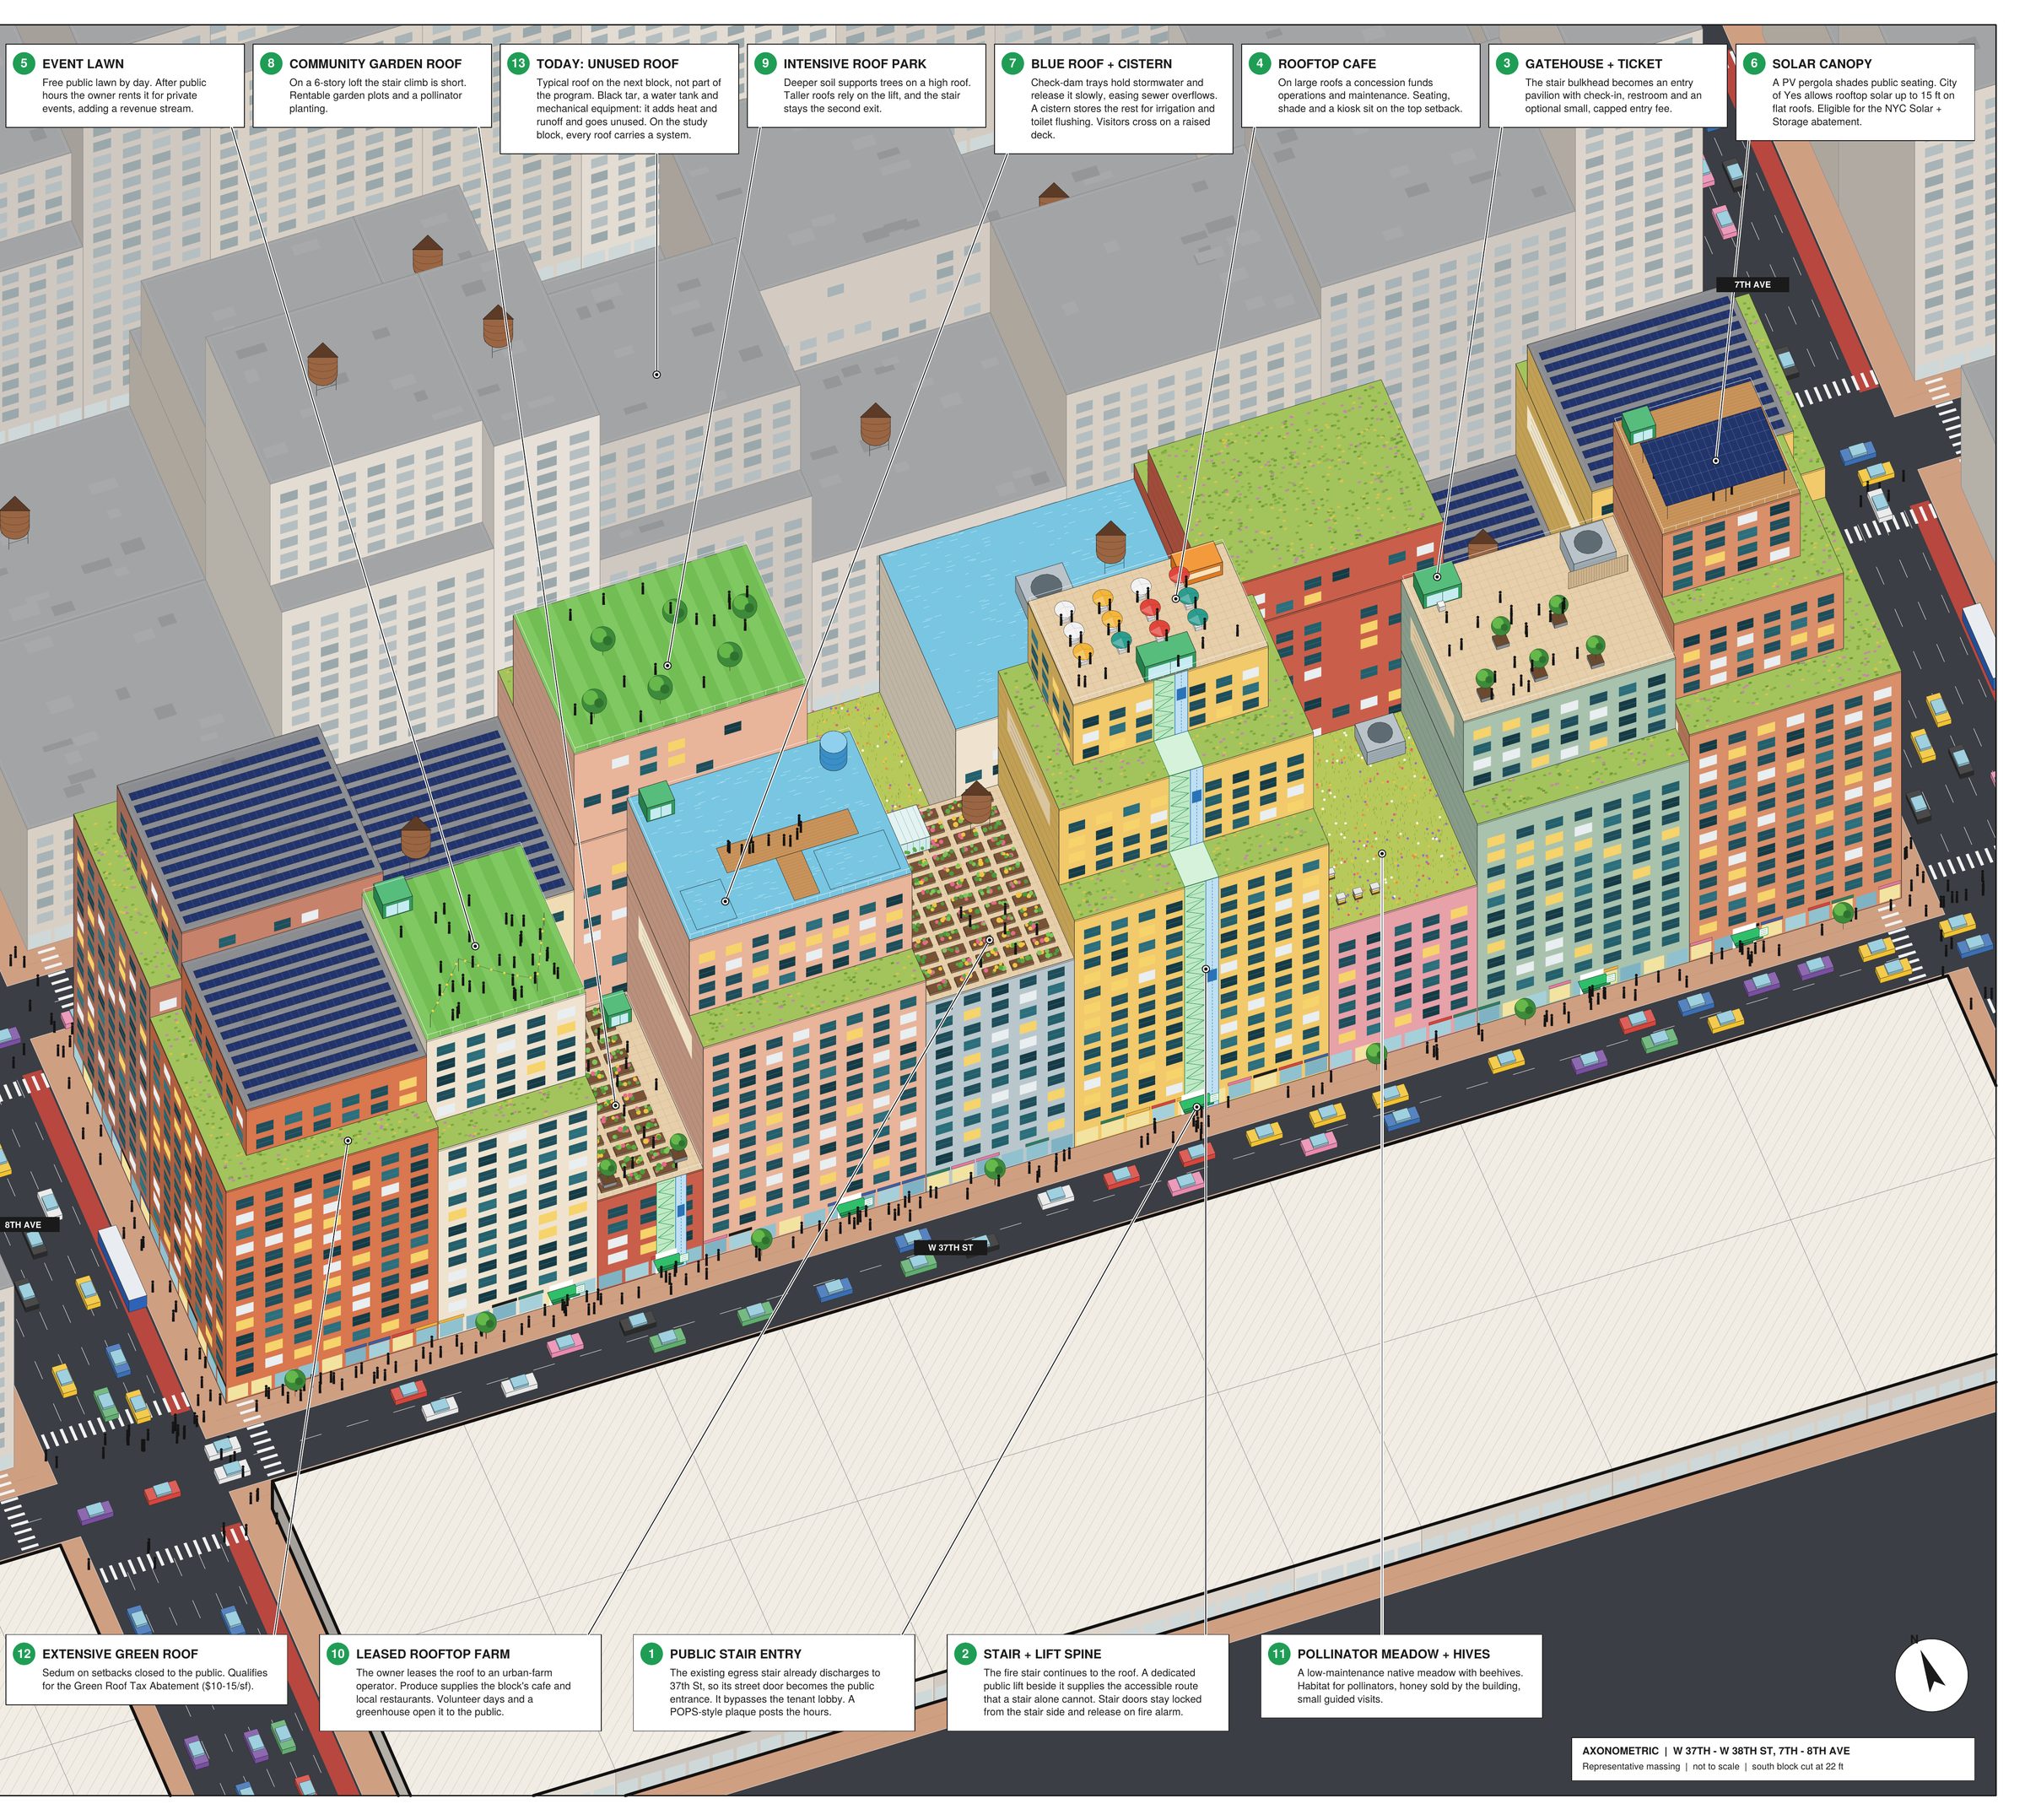 5 EVENT LAWN
Free public lawn by day. After public
hours the owner rents it for private
events, adding a revenue stream.
8 COMMUNITY GARDEN ROOF
On a 6-story loft the stair climb is short.
Rentable garden plots and a pollinator
planting.
13 TODAY: UNUSED ROOF
Typical roof on the next block, not part of
the program. Black tar, a water tank and
mechanical equipment: it adds heat and
runoff and goes unused. On the study
block, every roof carries a system.
9 INTENSIVE ROOF PARK
Deeper soil supports trees on a high roof.
Taller roofs rely on the lift, and the stair
stays the second exit.
7 BLUE ROOF + CISTERN
Check-dam trays hold stormwater and
release it slowly, easing sewer overflows.
A cistern stores the rest for irrigation and
toilet flushing. Visitors cross on a raised
deck.
4 ROOFTOP CAFE
On large roofs a concession funds
operations and maintenance. Seating,
shade and a kiosk sit on the top setback.
3 GATEHOUSE + TICKET
The stair bulkhead becomes an entry
pavilion with check-in, restroom and an
optional small, capped entry fee.
6 SOLAR CANOPY
A PV pergola shades public seating. City
of Yes allows rooftop solar up to 15 ft on
flat roofs. Eligible for the NYC Solar +
Storage abatement.
7TH AVE
8TH AVE
W 37TH ST
12 EXTENSIVE GREEN ROOF
Sedum on setbacks closed to the public. Qualifies
for the Green Roof Tax Abatement ($10-15/sf).
10 LEASED ROOFTOP FARM
The owner leases the roof to an urban-farm
operator. Produce supplies the block's cafe and
local restaurants. Volunteer days and a
greenhouse open it to the public.
1 PUBLIC STAIR ENTRY
The existing egress stair already discharges to
37th St, so its street door becomes the public
entrance. It bypasses the tenant lobby. A
POPS-style plaque posts the hours.
2 STAIR + LIFT SPINE
The fire stair continues to the roof. A dedicated
public lift beside it supplies the accessible route
that a stair alone cannot. Stair doors stay locked
from the stair side and release on fire alarm.
11 POLLINATOR MEADOW + HIVES
A low-maintenance native meadow with beehives.
Habitat for pollinators, honey sold by the building,
small guided visits.
N
AXONOMETRIC | W 37TH - W 38TH ST, 7TH - 8TH AVE
Representative massing | not to scale | south block cut at 22 ft